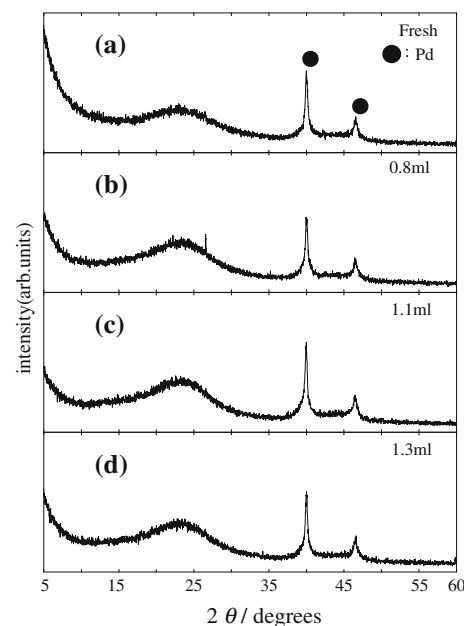 (a)
Fresh
●: Pd
(b)
0.8ml
(c)
1.1ml
(d)
1.3ml
intensity(arb.units)
5 15 25 35 45 55 60
2 θ / degrees